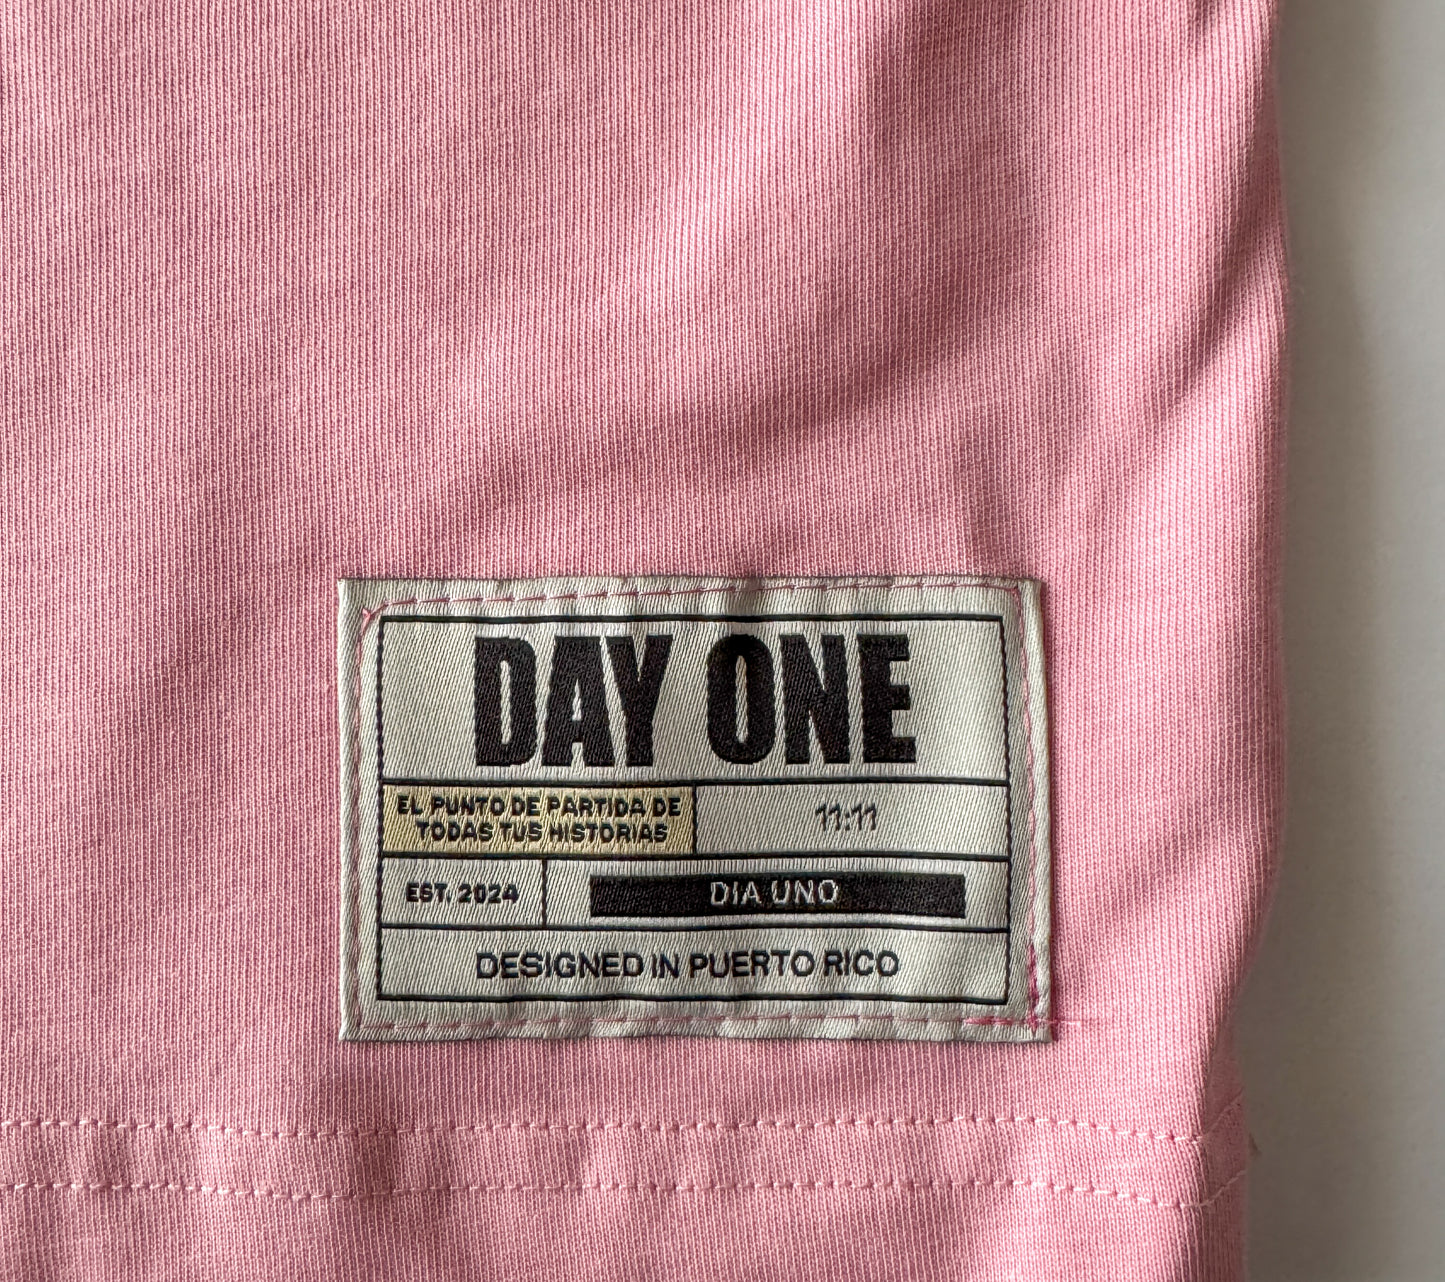 DAY ONE
EL PUNTO DE PARTIDA DE
TODAS TUS HISTORIAS
11:11
EST. 2024
DIA UNO
DESIGNED IN PUERTO RICO